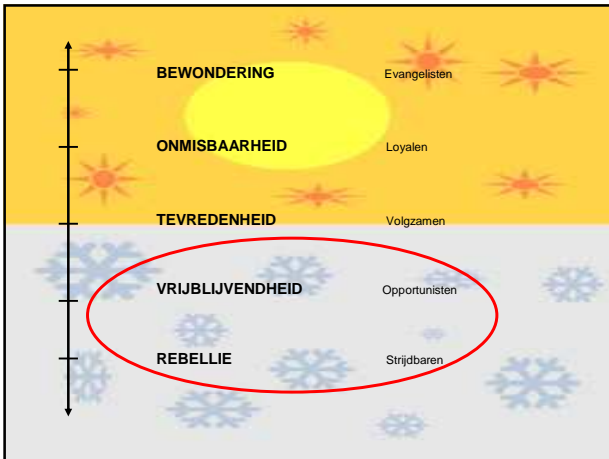 BEWONDERING Evangelisten
ONMISBAARHEID Loyalen
TEVREDENHEID Volgzamen
VRIJBLIJVENDHEID Opportunisten
REBELLIE Strijdbaren